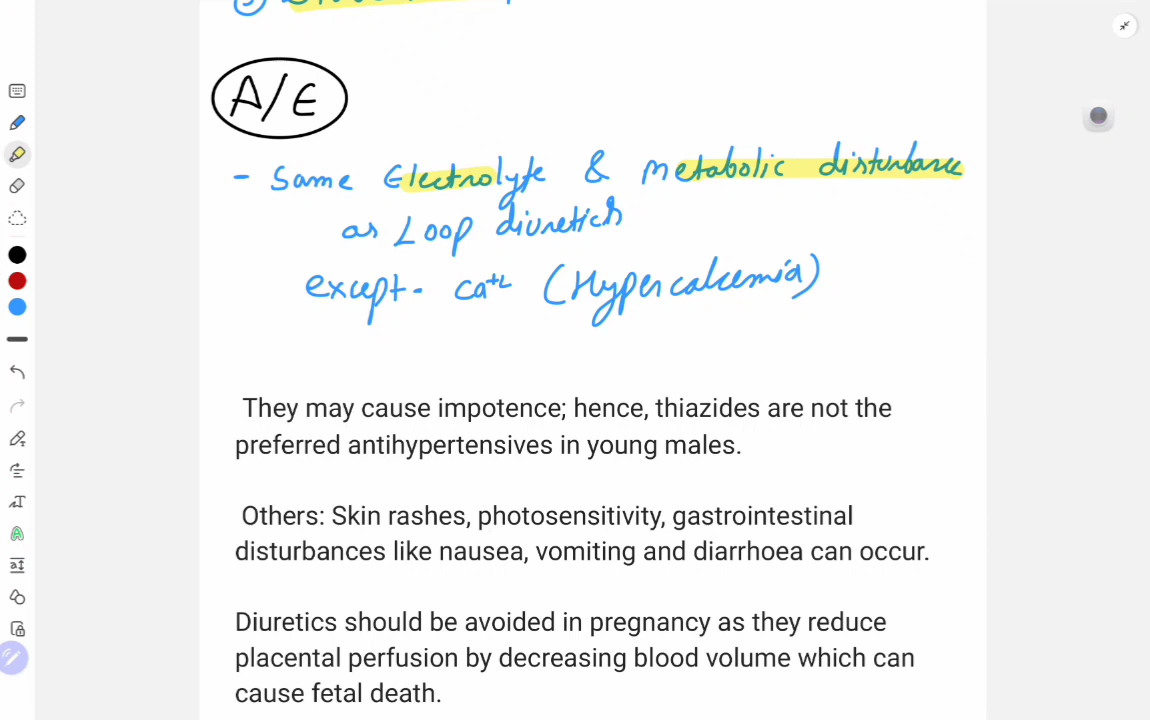 A/E
- Same Electrolyte & Metabolic disturbance
as Loop diuretics
except - ca++ (Hypercalcemia)
They may cause impotence; hence, thiazides are not the
preferred antihypertensives in young males.
Others: Skin rashes, photosensitivity, gastrointestinal
disturbances like nausea, vomiting and diarrhoea can occur.
Diuretics should be avoided in pregnancy as they reduce
placental perfusion by decreasing blood volume which can
cause fetal death.